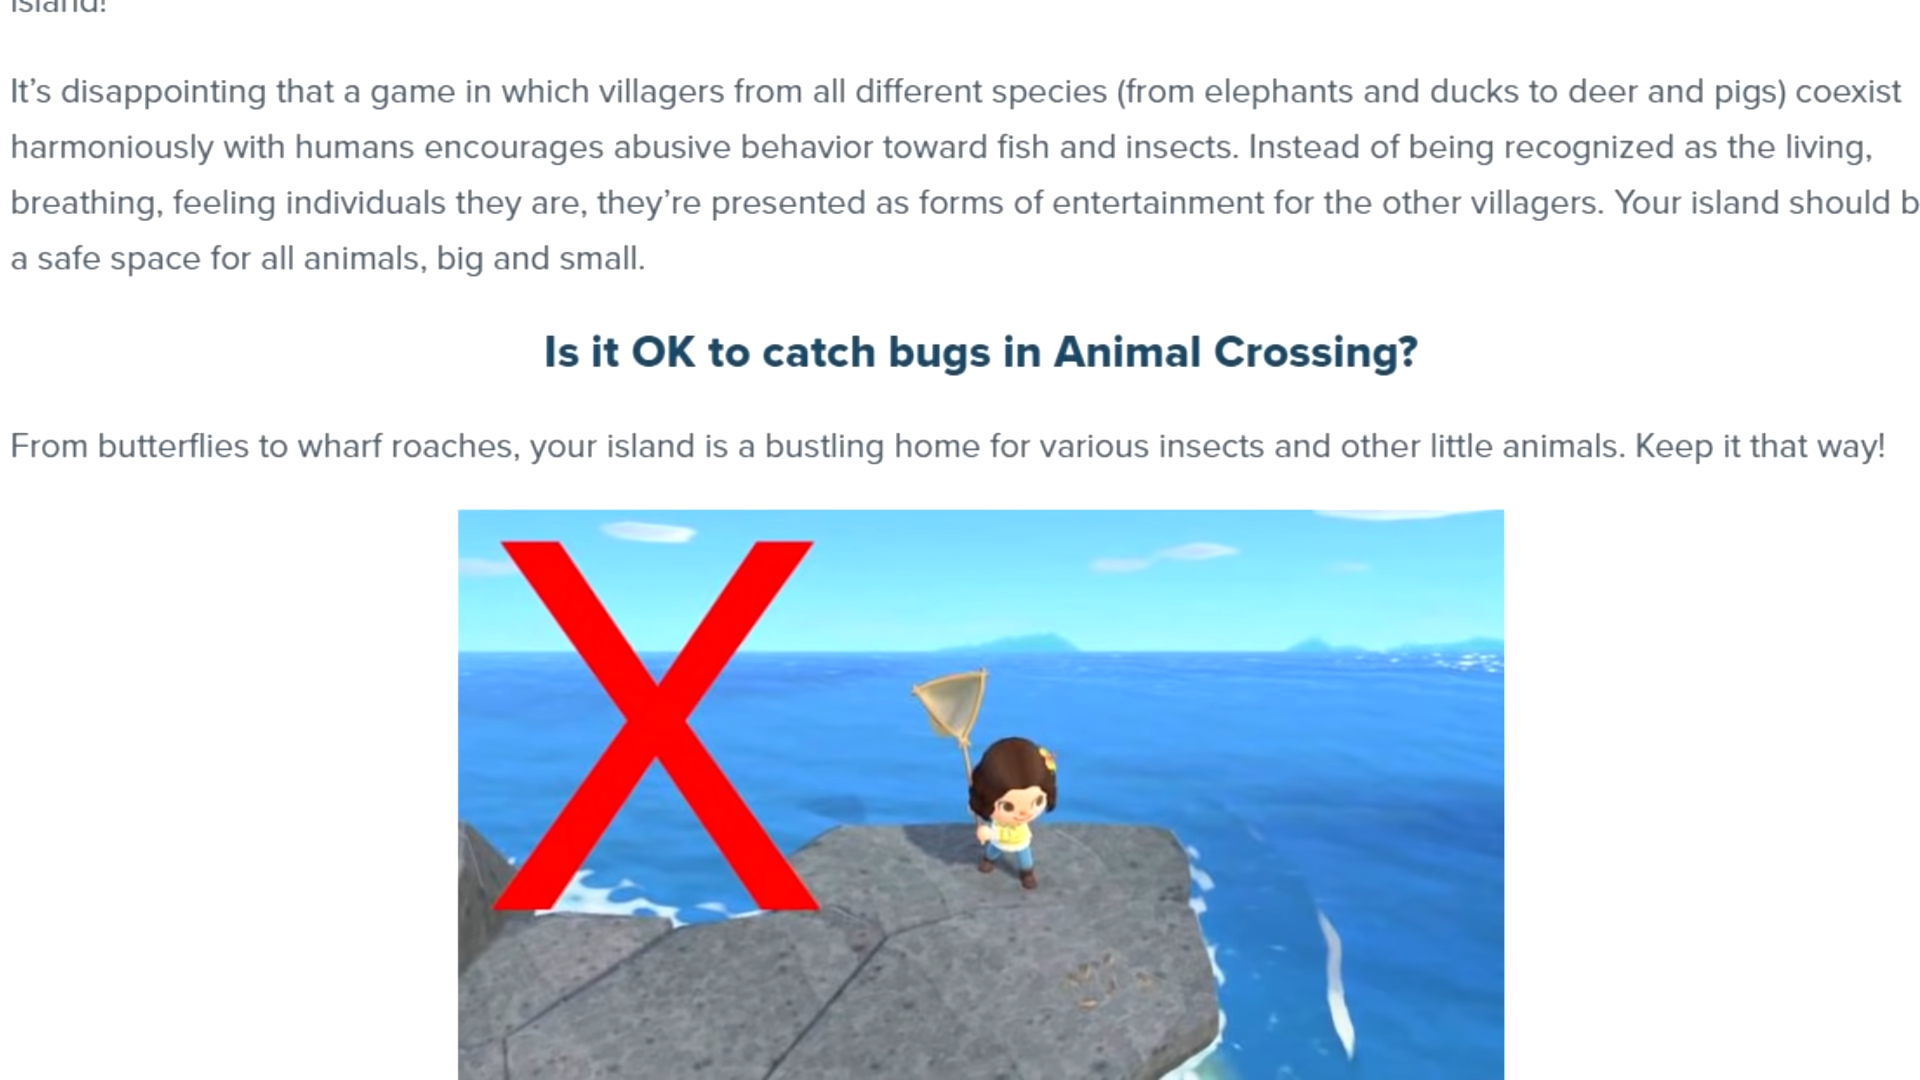 island!
It’s disappointing that a game in which villagers from all different species (from elephants and ducks to deer and pigs) coexist
harmoniously with humans encourages abusive behavior toward fish and insects. Instead of being recognized as the living,
breathing, feeling individuals they are, they’re presented as forms of entertainment for the other villagers. Your island should b
a safe space for all animals, big and small.
Is it OK to catch bugs in Animal Crossing?
From butterflies to wharf roaches, your island is a bustling home for various insects and other little animals. Keep it that way!
X